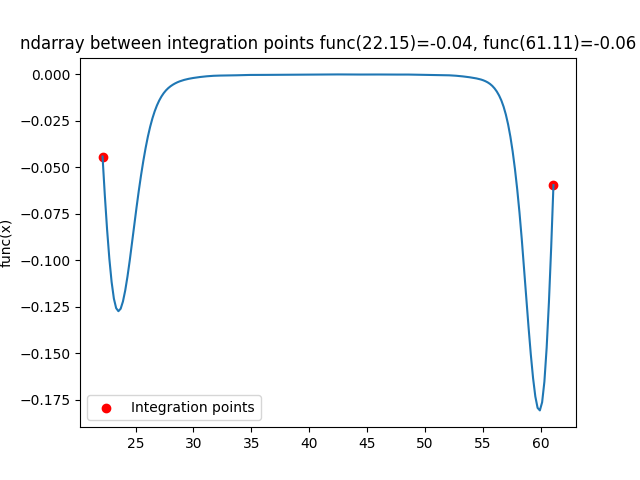 ndarray between integration points func(22.15)=-0.04, func(61.11)=-0.06
0.000
−0.025
−0.050
−0.075
−0.100
−0.125
−0.150
−0.175
func(x)
Integration points
25 30 35 40 45 50 55 60